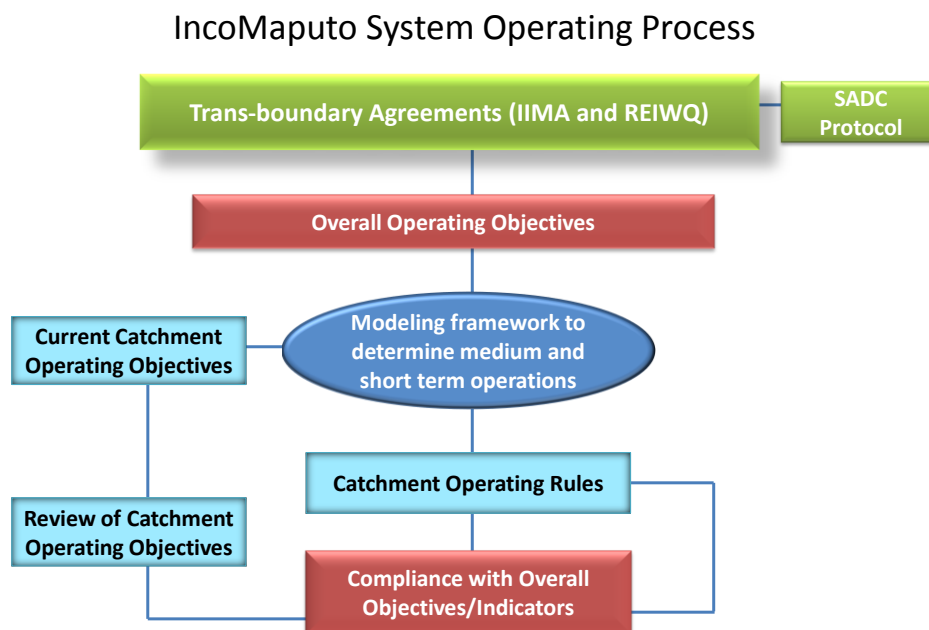 IncoMaputo System Operating Process
Trans-boundary Agreements (IIMA and REIWQ)
SADC
Protocol
Overall Operating Objectives
Modeling framework to
determine medium and
short term operations
Current Catchment
Operating Objectives
Catchment Operating Rules
Review of Catchment
Operating Objectives
Compliance with Overall
Objectives/Indicators